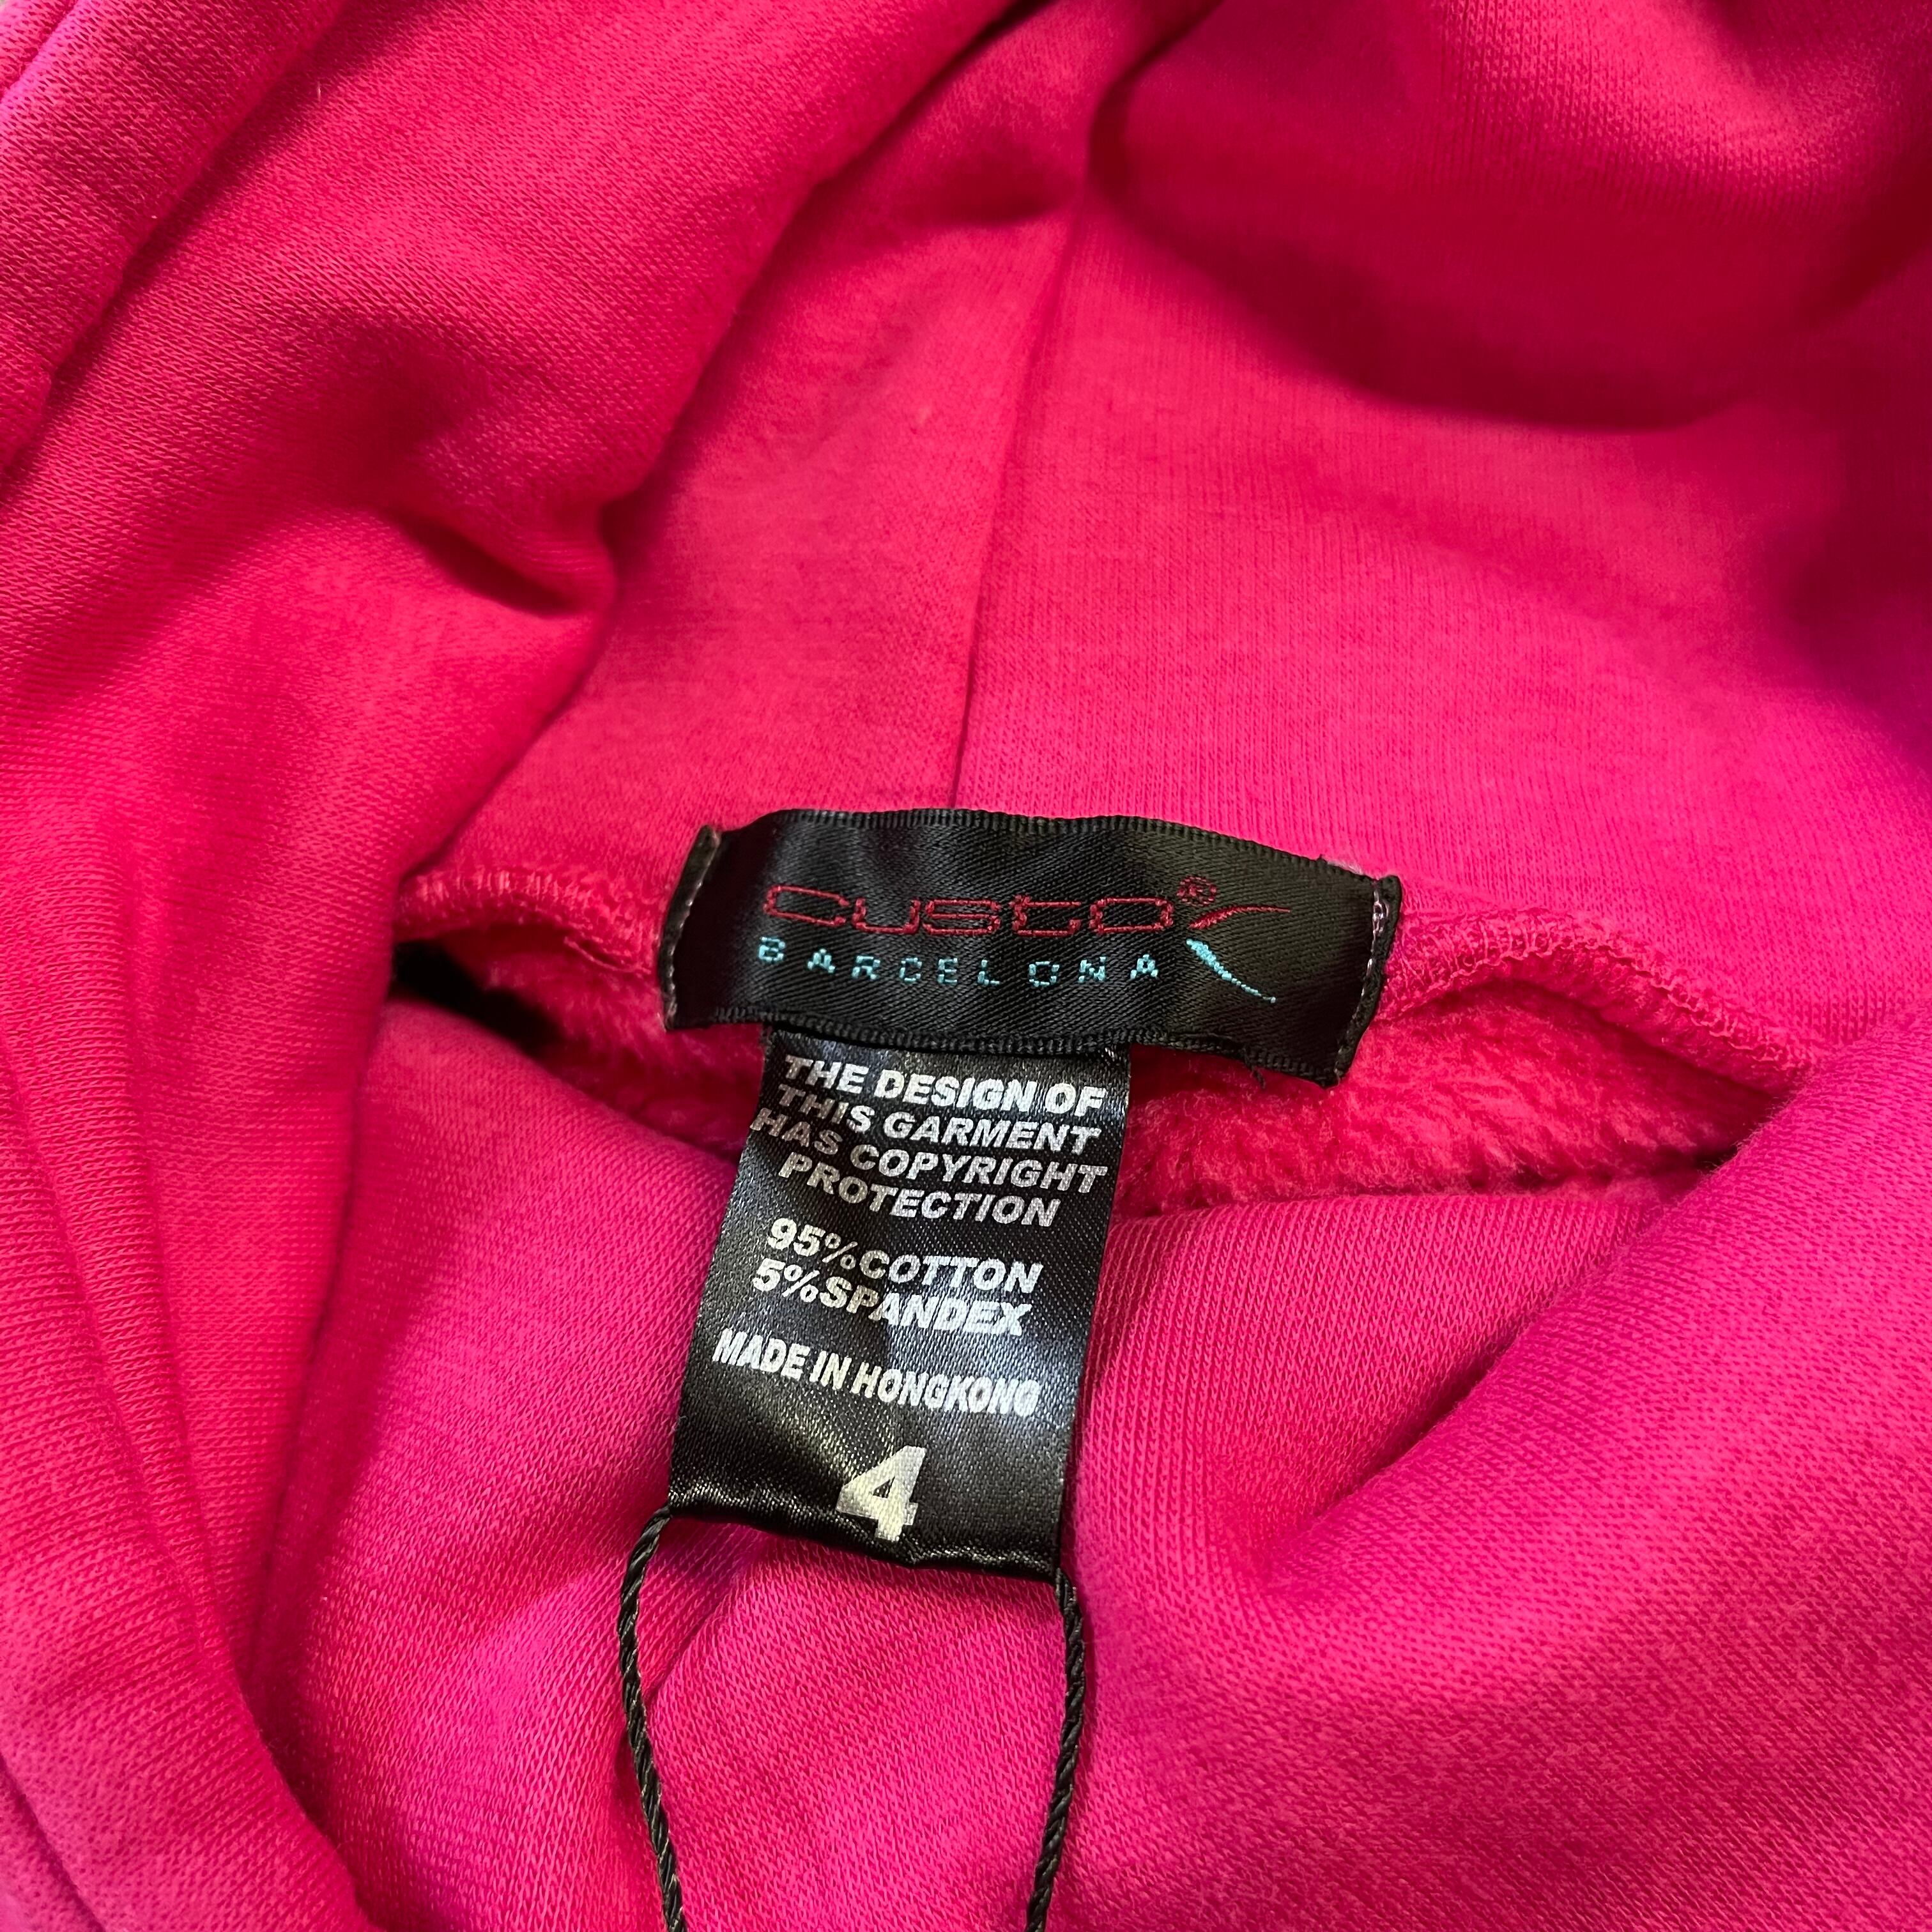 custo®
BARCELONA
THE DESIGN OF
THIS GARMENT
HAS COPYRIGHT
PROTECTION
95%COTTON
5%SPANDEX
MADE IN HONGKONG
4